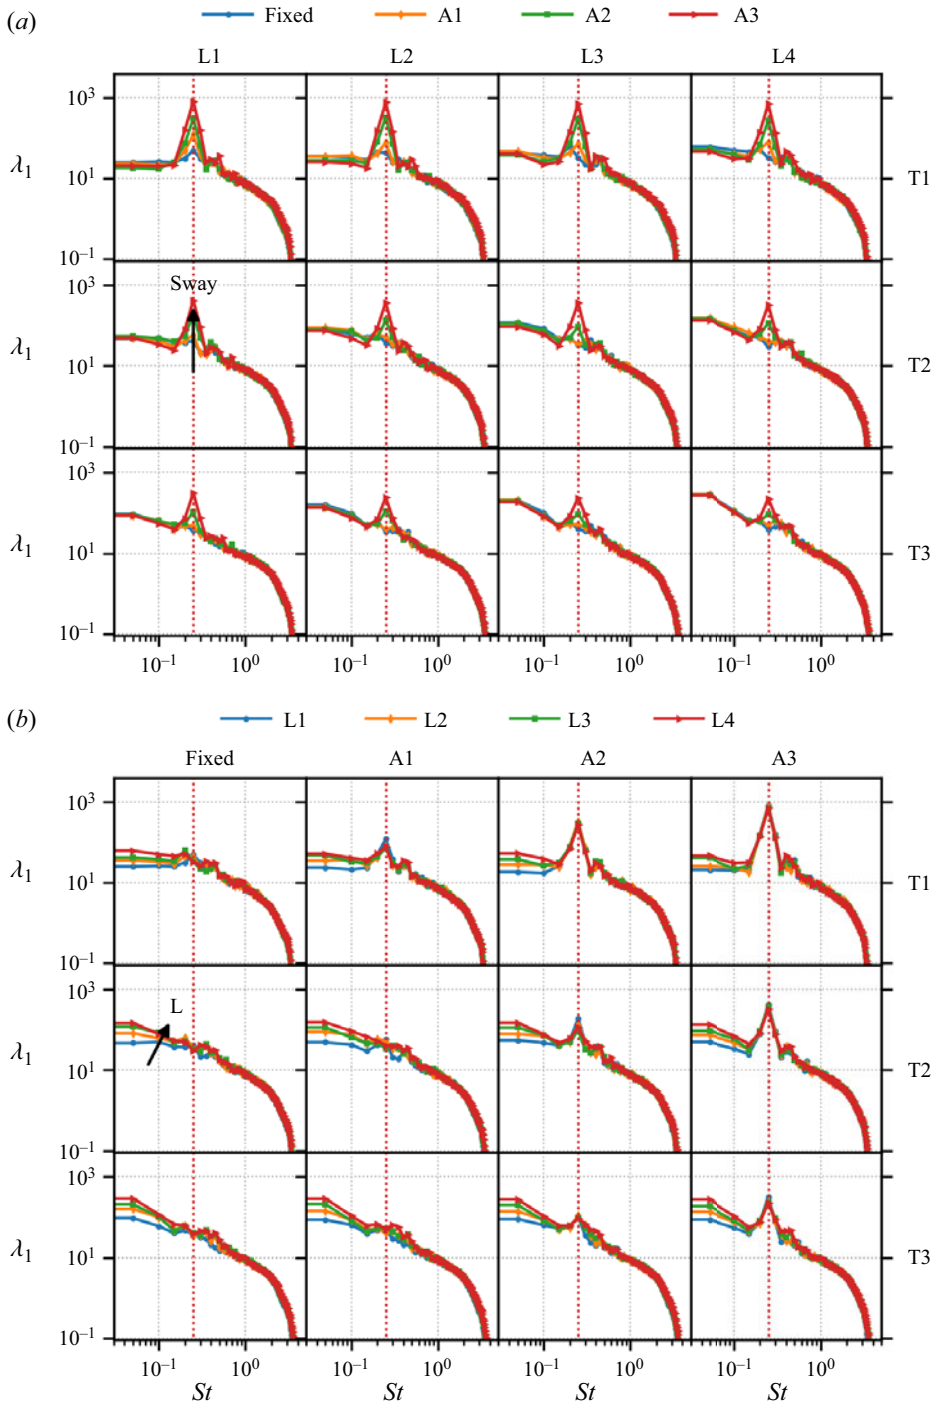 (a)
Fixed A1 A2 A3
L1 L2 L3 L4
10³
λ₁ T1
10¹
10⁻¹
10³
Sway
λ₁ T2
10¹
10⁻¹
10³
λ₁ T3
10¹
10⁻¹
10⁻¹ 10⁰ 10⁻¹ 10⁰ 10⁻¹ 10⁰ 10⁻¹ 10⁰
(b)
L1 L2 L3 L4
Fixed A1 A2 A3
10³
λ₁ T1
10¹
10⁻¹
10³
L
λ₁ T2
10¹
10⁻¹
10³
λ₁ T3
10¹
10⁻¹
10⁻¹ 10⁰ 10⁻¹ 10⁰ 10⁻¹ 10⁰ 10⁻¹ 10⁰
St St St St